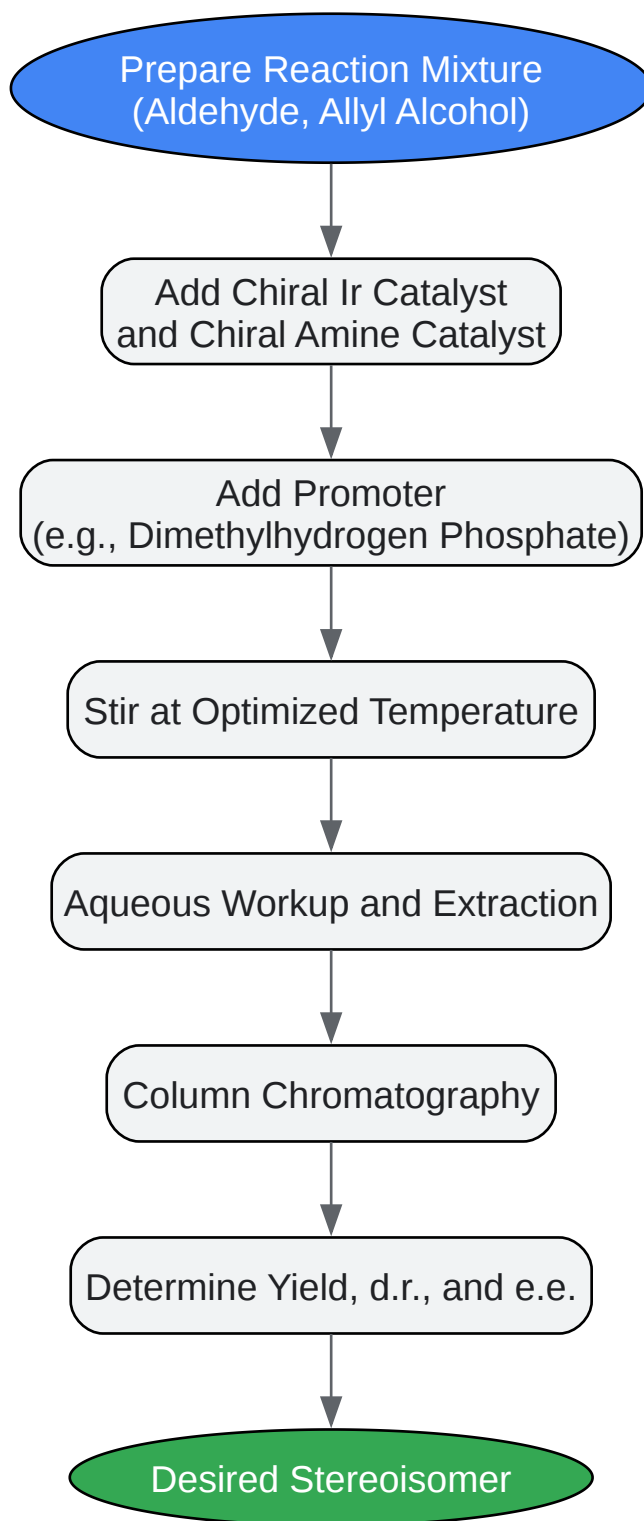 Prepare Reaction Mixture
(Aldehyde, Allyl Alcohol)
Add Chiral Ir Catalyst
and Chiral Amine Catalyst
Add Promoter
(e.g., Dimethylhydrogen Phosphate)
Stir at Optimized Temperature
Aqueous Workup and Extraction
Column Chromatography
Determine Yield, d.r., and e.e.
Desired Stereoisomer